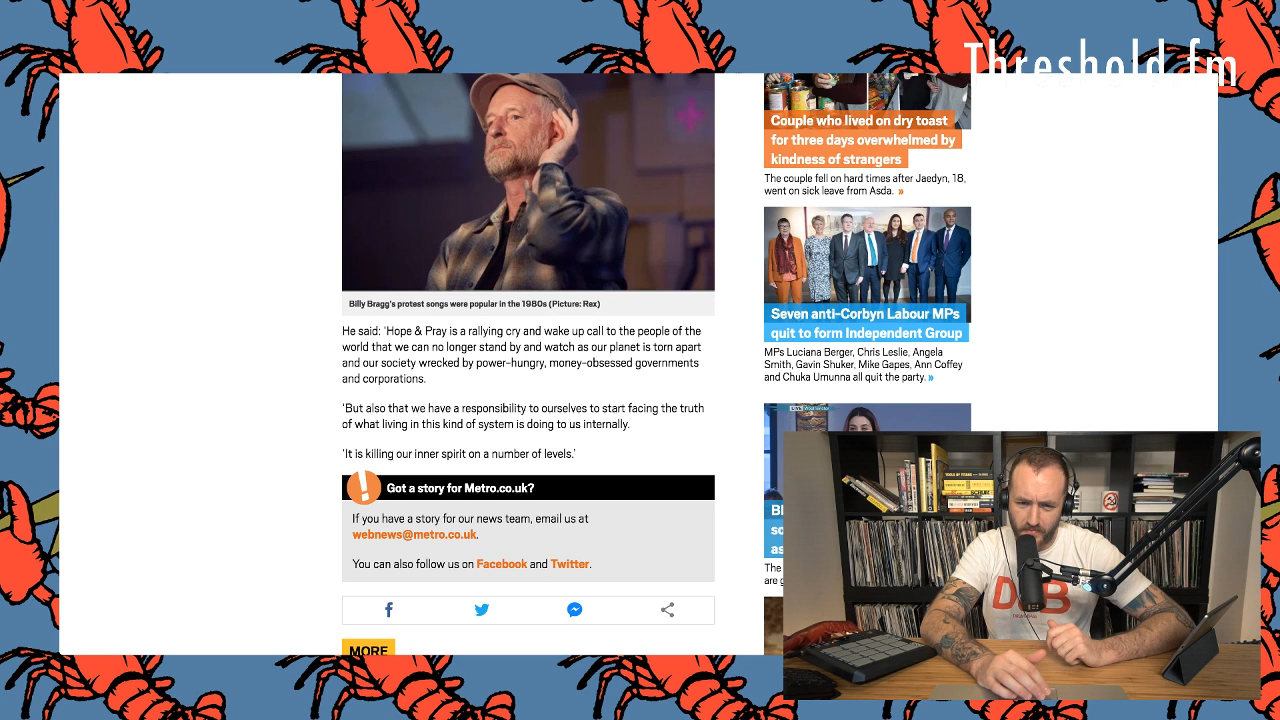 Threshold.fm
Couple who lived on dry toast
for three days overwhelmed by
kindness of strangers
The couple fell on hard times after Jaedyn, 18,
went on sick leave from Asda. »
Billy Bragg's protest songs were popular in the 1980s (Picture: Rex)
He said: 'Hope & Pray is a rallying cry and wake up call to the people of the
world that we can no longer stand by and watch as our planet is torn apart
and our society wrecked by power-hungry, money-obsessed governments
and corporations.
'But also that we have a responsibility to ourselves to start facing the truth
of what living in this kind of system is doing to us internally.
'It is killing our inner spirit on a number of levels.'
! Got a story for Metro.co.uk?
If you have a story for our news team, email us at
webnews@metro.co.uk.
You can also follow us on Facebook and Twitter.
MORE
Seven anti-Corbyn Labour MPs
quit to form Independent Group
MPs Luciana Berger, Chris Leslie, Angela
Smith, Gavin Shuker, Mike Gapes, Ann Coffey
and Chuka Umunna all quit the party. »
LIVE
Bl
so
as
The
are g
TOOLS OF TITANS